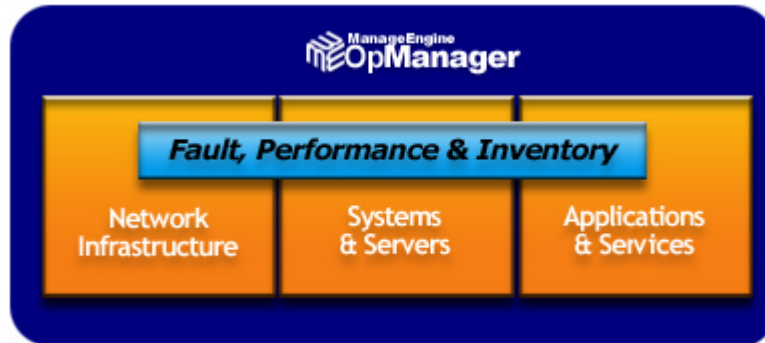 ManageEngine
OpManager
Fault, Performance & Inventory
Network
Infrastructure
Systems
& Servers
Applications
& Services